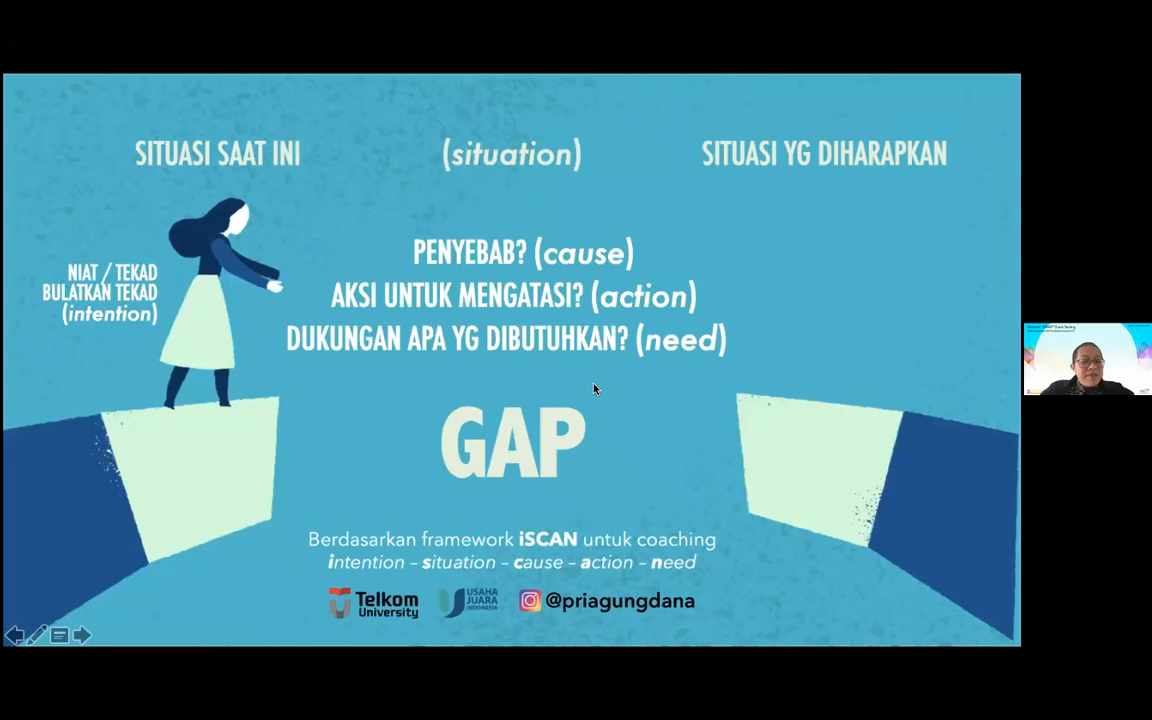 SITUASI SAAT INI
(situation)
SITUASI YG DIHARAPKAN
PENYEBAB? (cause)
NIAT / TEKAD
BULATKAN TEKAD
(intention)
AKSI UNTUK MENGATASI? (action)
DUKUNGAN APA YG DIBUTUHKAN? (need)
GAP
Berdasarkan framework iSCAN untuk coaching
intention – situation – cause – action – need
Telkom
University
USAHA
JUARA
INDONESIA
@priagungdana